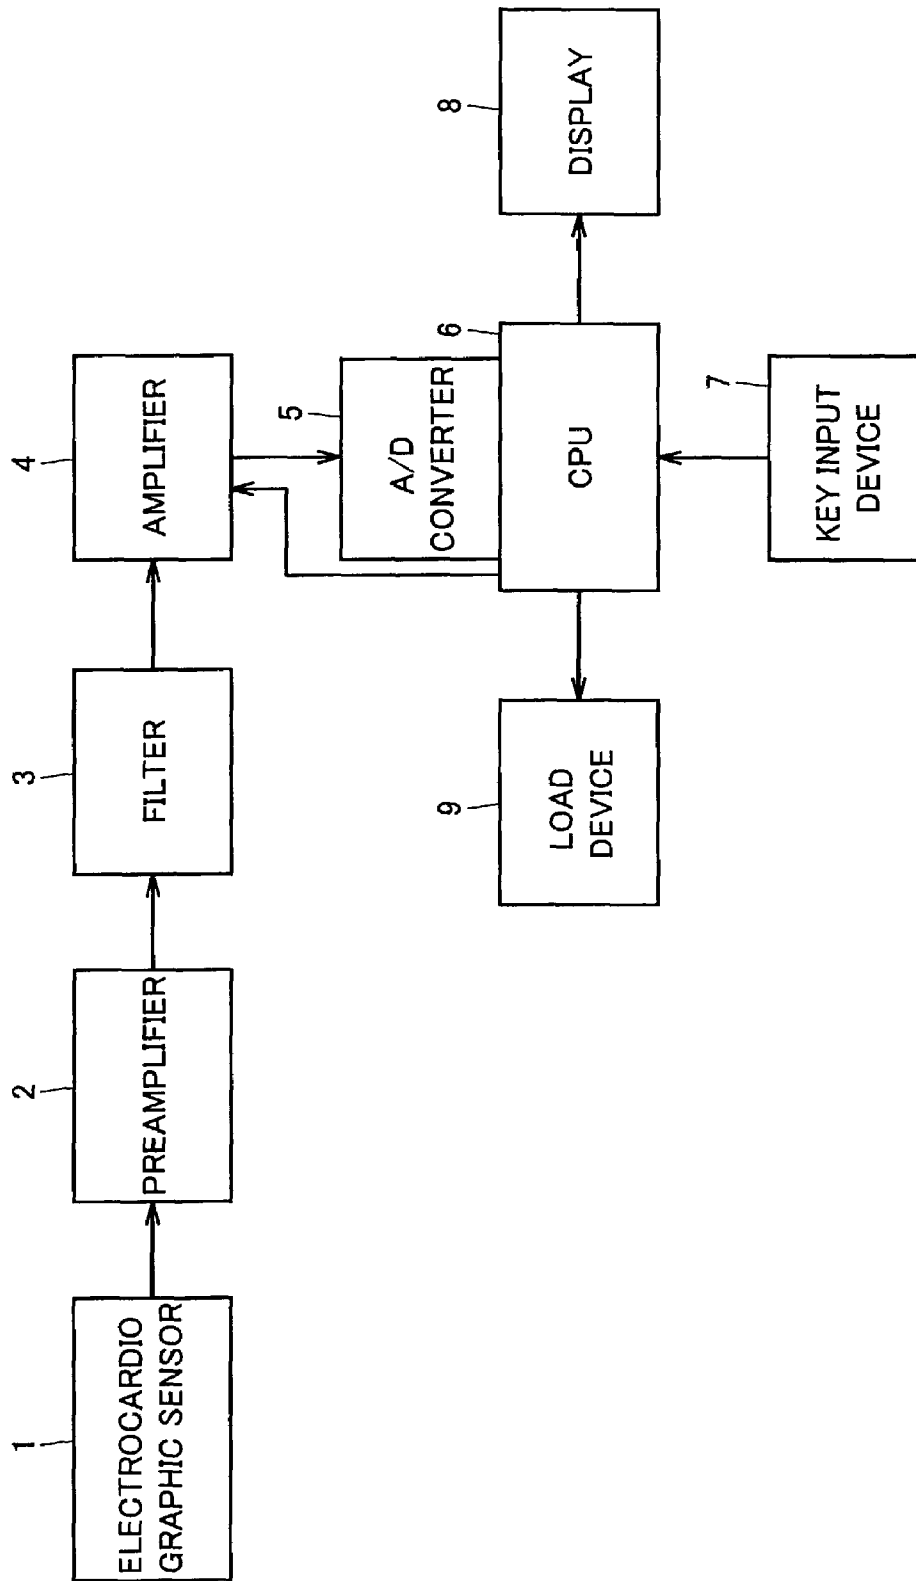 1
ELECTROCARDIO
GRAPHIC SENSOR
2
PREAMPLIFIER
3
FILTER
4
AMPLIFIER
5
A/D
CONVERTER
6
CPU
7
KEY INPUT
DEVICE
8
DISPLAY
9
LOAD
DEVICE